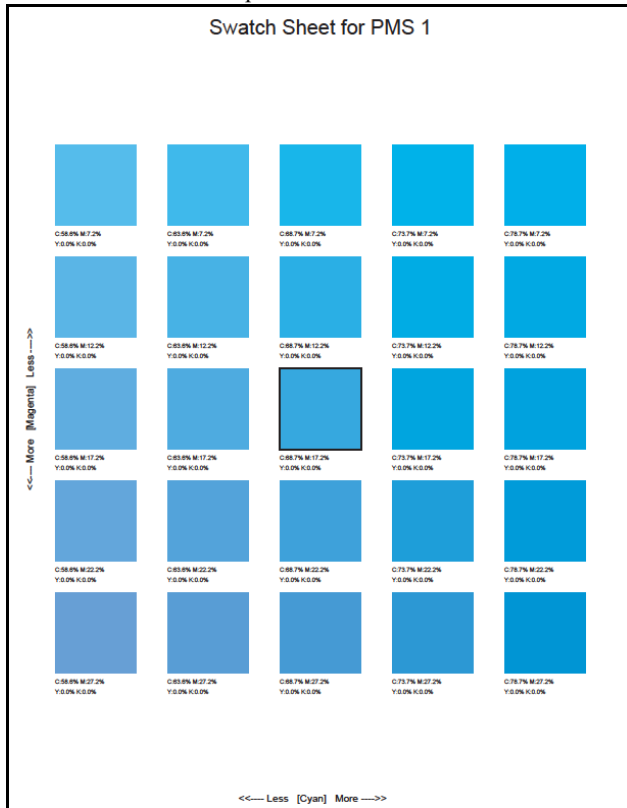 Swatch Sheet for PMS 1
C:58.6% M:7.2%
Y:0.0% K:0.0%
C:63.6% M:7.2%
Y:0.0% K:0.0%
C:68.7% M:7.2%
Y:0.0% K:0.0%
C:73.7% M:7.2%
Y:0.0% K:0.0%
C:78.7% M:7.2%
Y:0.0% K:0.0%
C:58.6% M:12.2%
Y:0.0% K:0.0%
C:63.6% M:12.2%
Y:0.0% K:0.0%
C:68.7% M:12.2%
Y:0.0% K:0.0%
C:73.7% M:12.2%
Y:0.0% K:0.0%
C:78.7% M:12.2%
Y:0.0% K:0.0%
<<---- More [Magenta] Less ---->>
C:58.6% M:17.2%
Y:0.0% K:0.0%
C:63.6% M:17.2%
Y:0.0% K:0.0%
C:68.7% M:17.2%
Y:0.0% K:0.0%
C:73.7% M:17.2%
Y:0.0% K:0.0%
C:78.7% M:17.2%
Y:0.0% K:0.0%
C:58.6% M:22.2%
Y:0.0% K:0.0%
C:63.6% M:22.2%
Y:0.0% K:0.0%
C:68.7% M:22.2%
Y:0.0% K:0.0%
C:73.7% M:22.2%
Y:0.0% K:0.0%
C:78.7% M:22.2%
Y:0.0% K:0.0%
C:58.6% M:27.2%
Y:0.0% K:0.0%
C:63.6% M:27.2%
Y:0.0% K:0.0%
C:68.7% M:27.2%
Y:0.0% K:0.0%
C:73.7% M:27.2%
Y:0.0% K:0.0%
C:78.7% M:27.2%
Y:0.0% K:0.0%
<<---- Less [Cyan] More ---->>